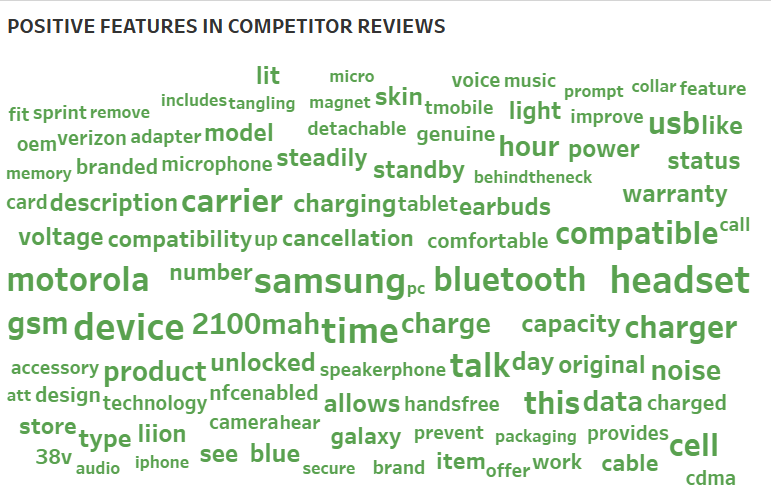 POSITIVE FEATURES IN COMPETITOR REVIEWS
lit micro voice music prompt collar feature
fit sprint remove includes tangling magnet skin tmobile light improve usb like
oem verizon adapter model detachable genuine hour power status
memory branded microphone steadily standby behindtheneck warranty
card description carrier charging tablet earbuds
voltage compatibility up cancellation comfortable compatible call
motorola number samsung pc bluetooth headset
gsm device 2100mah time charge capacity charger
accessory product unlocked speakerphone talk day original noise
att design technology nfcenabled allows handsfree this data charged
store type liion camera hear galaxy prevent packaging provides cell
38v audio iphone see blue secure brand item offer work cable cdma